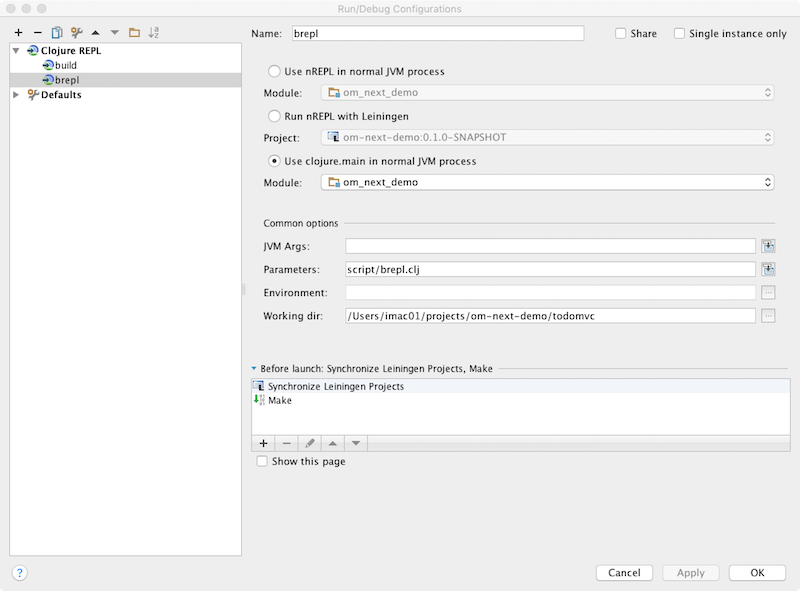 Run/Debug Configurations
Name: brepl
Share
Single instance only
Clojure REPL
build
brepl
Defaults
Use nREPL in normal JVM process
Module: om_next_demo
Run nREPL with Leiningen
Project: om-next-demo:0.1.0-SNAPSHOT
Use clojure.main in normal JVM process
Module: om_next_demo
Common options
JVM Args:
Parameters: script/brepl.clj
Environment:
Working dir: /Users/imac01/projects/om-next-demo/todomvc
Before launch: Synchronize Leiningen Projects, Make
Synchronize Leiningen Projects
Make
Show this page
? Cancel Apply OK